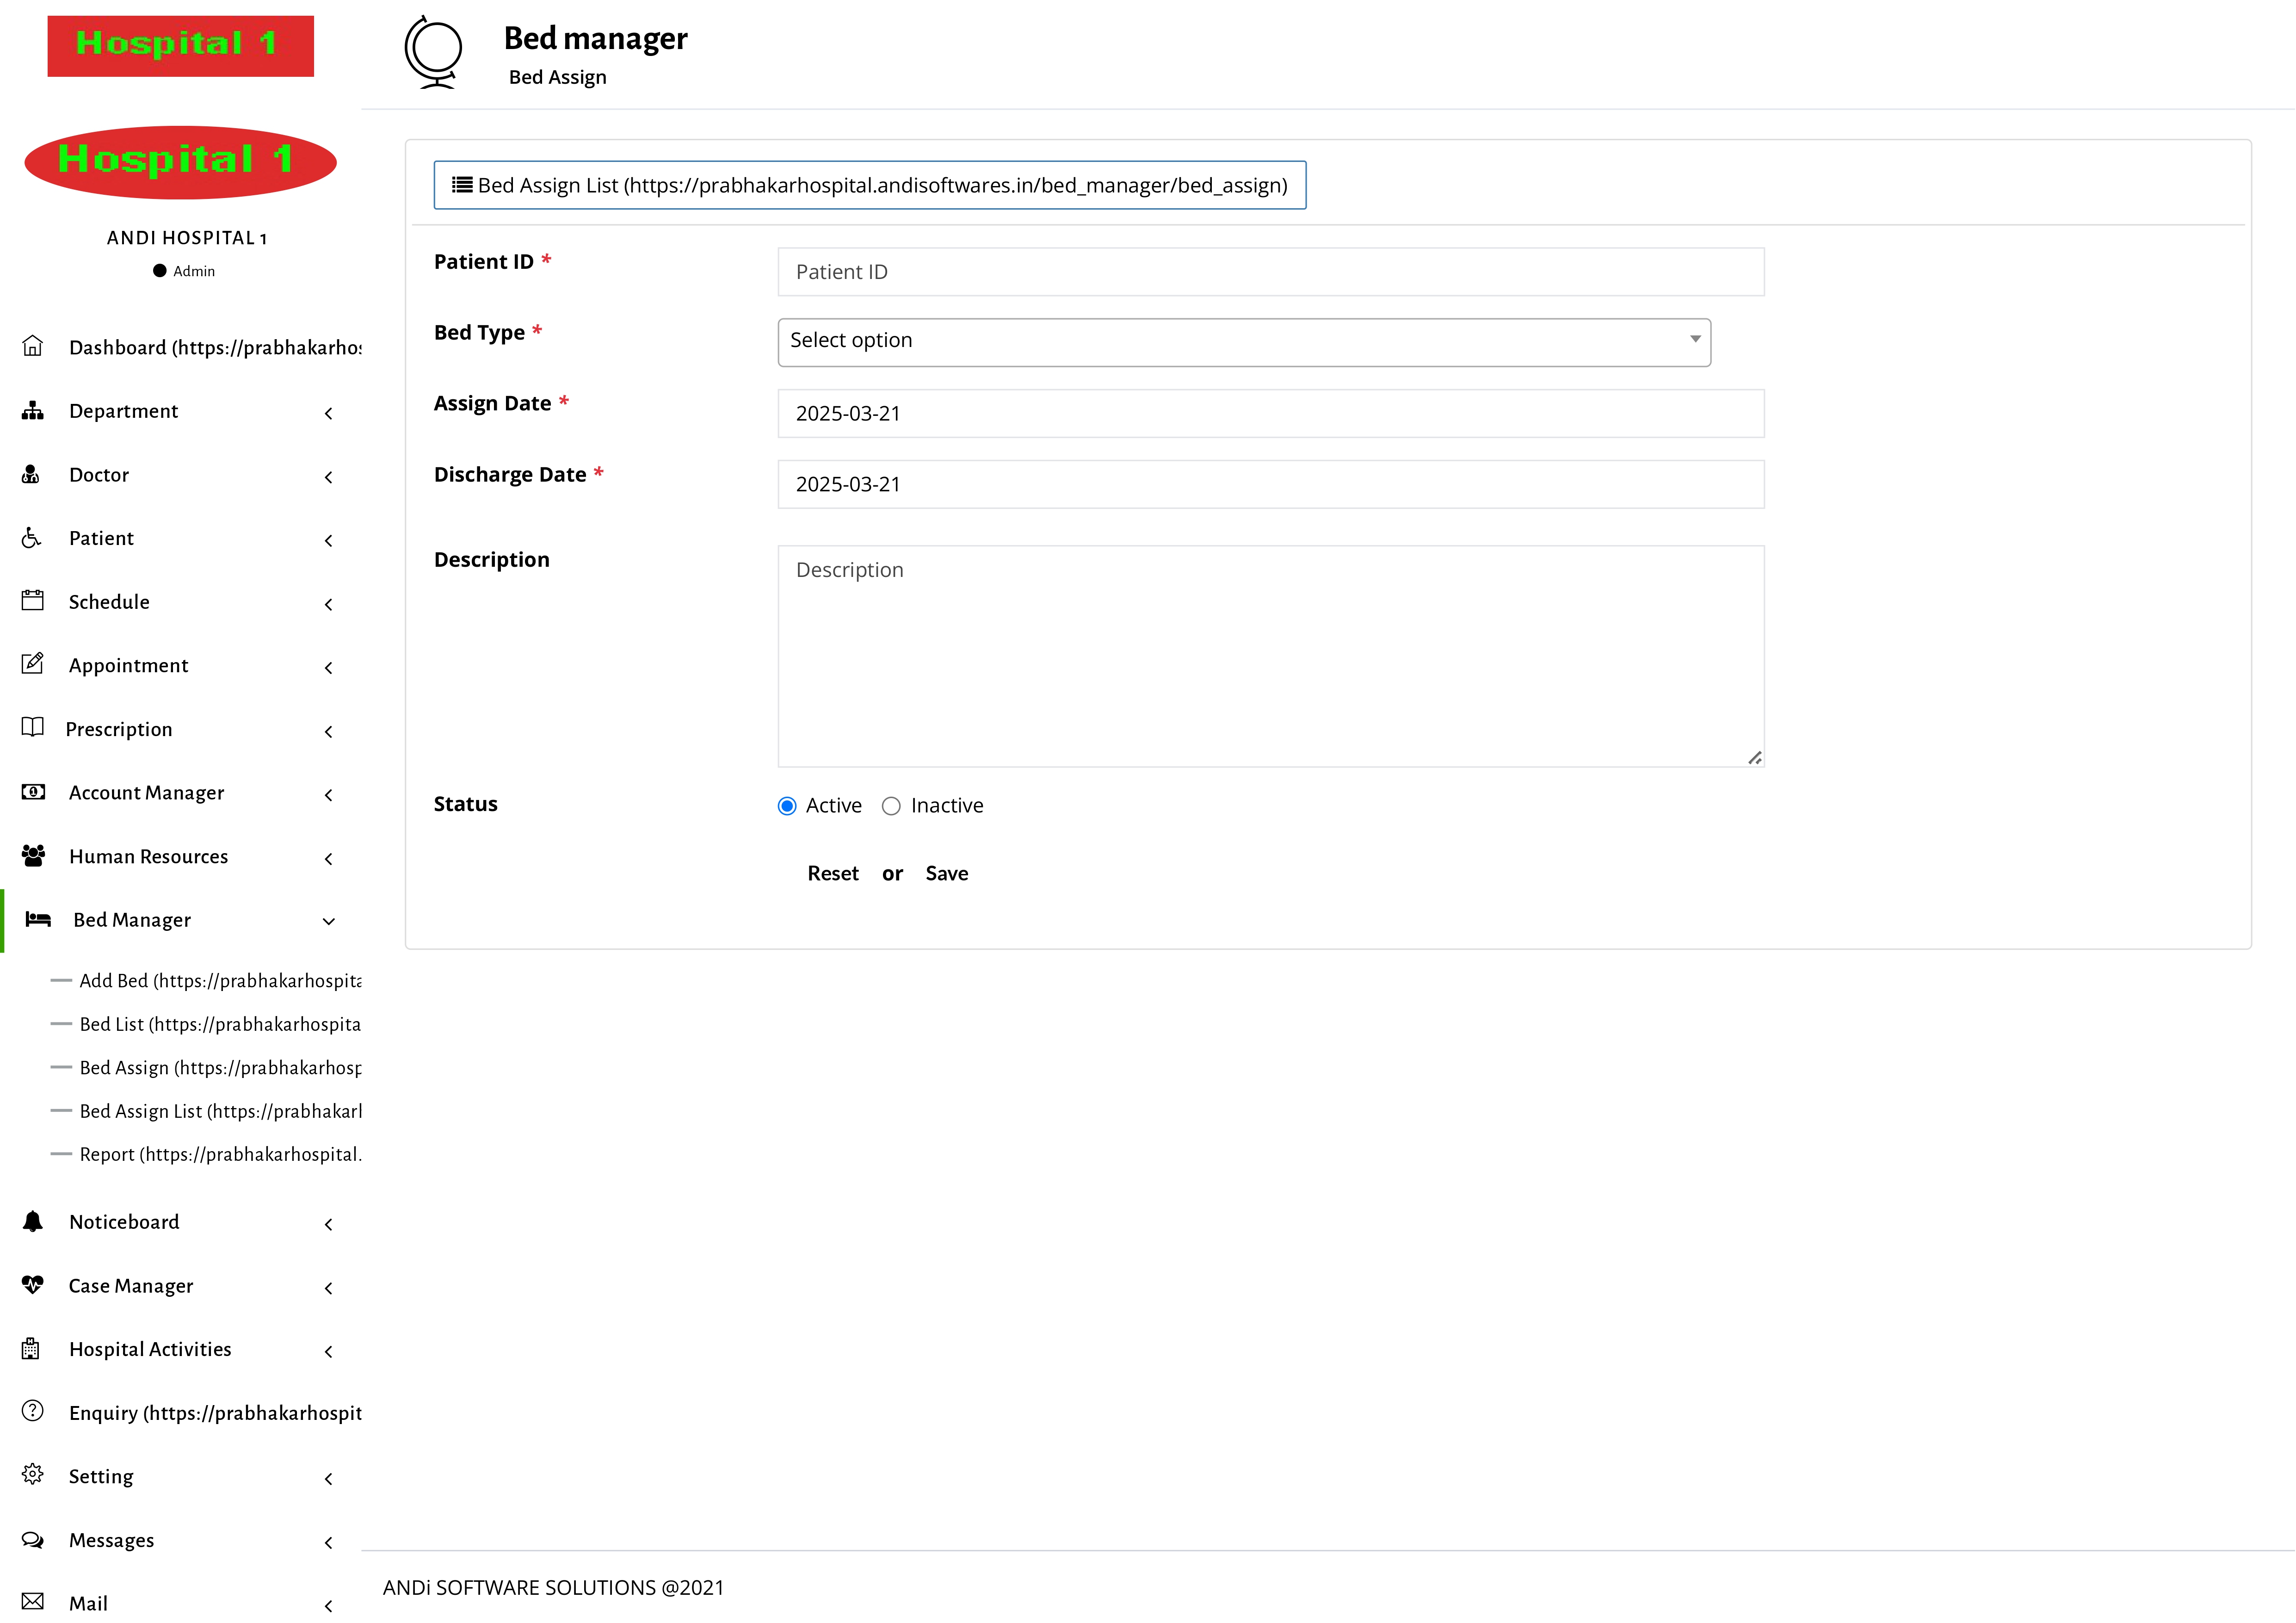 Hospital 1
Hospital 1
ANDI HOSPITAL 1
Admin
Dashboard (https://prabhakarhos
Department
Doctor
Patient
Schedule
Appointment
Prescription
Account Manager
Human Resources
Bed Manager
Add Bed (https://prabhakarhospita
Bed List (https://prabhakarhospita
Bed Assign (https://prabhakarhosp
Bed Assign List (https://prabhakarh
Report (https://prabhakarhospital.
Noticeboard
Case Manager
Hospital Activities
Enquiry (https://prabhakarhospit
Setting
Messages
Mail
Bed manager
Bed Assign
Bed Assign List (https://prabhakarhospital.andisoftwares.in/bed_manager/bed_assign)
Patient ID *
Patient ID
Bed Type *
Select option
Assign Date *
2025-03-21
Discharge Date *
2025-03-21
Description
Description
Status
Active Inactive
Reset or Save
ANDi SOFTWARE SOLUTIONS @2021